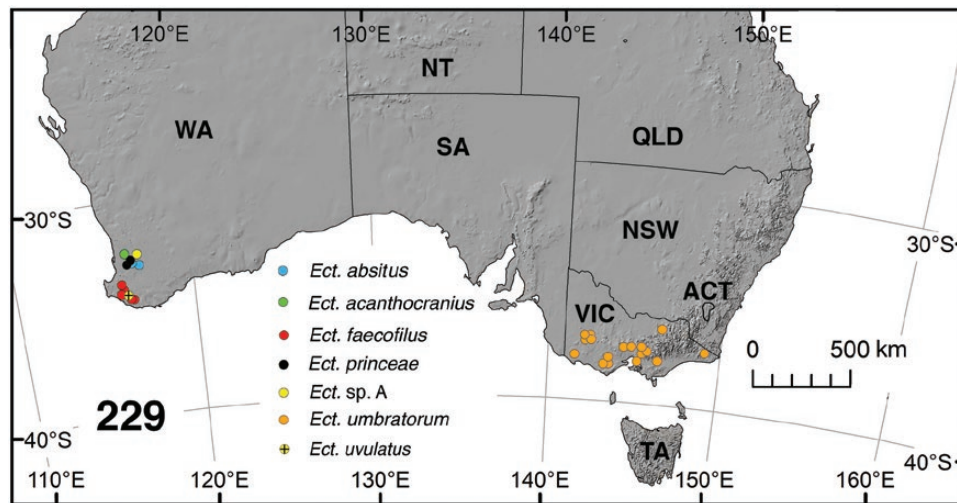 120°E 130°E 140°E 150°E
NT
WA
SA
QLD
30°S
NSW
30°S
Ect. absitus
ACT
Ect. acanthocranius
VIC
Ect. faecofilus
0 500 km
Ect. princeae
Ect. sp. A
229
Ect. umbratorum
40°S
Ect. uvulatus
TA
40°S
110°E 120°E 130°E 140°E 150°E 160°E